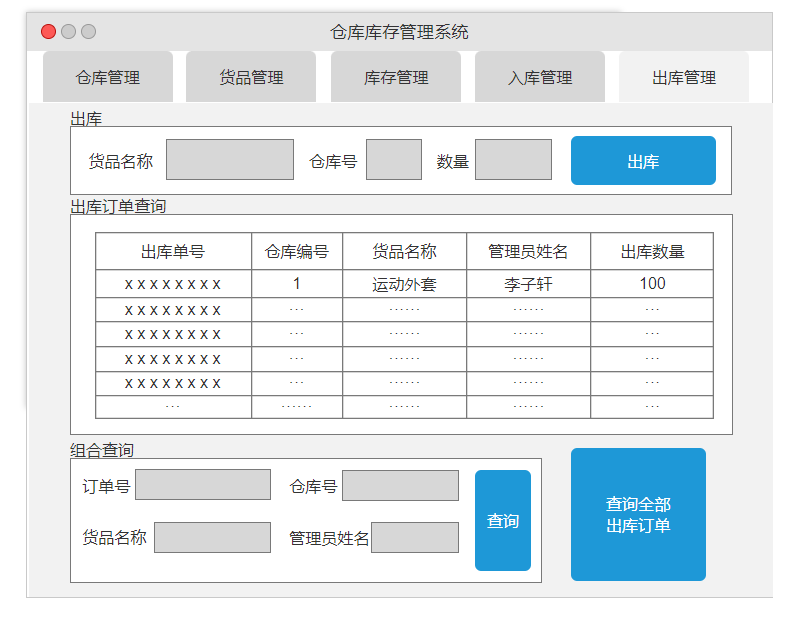 仓库库存管理系统
仓库管理 货品管理 库存管理 入库管理 出库管理
出库
货品名称 仓库号 数量 出库
出库订单查询
出库单号 仓库编号 货品名称 管理员姓名 出库数量
x x x x x x x x 1 运动外套 李子轩 100
x x x x x x x x ··· ······ ······ ···
x x x x x x x x ··· ······ ······ ···
x x x x x x x x ··· ······ ······ ···
x x x x x x x x ··· ······ ······ ···
··· ······ ······ ······ ···
组合查询
订单号 仓库号
货品名称 管理员姓名
查询
查询全部
出库订单